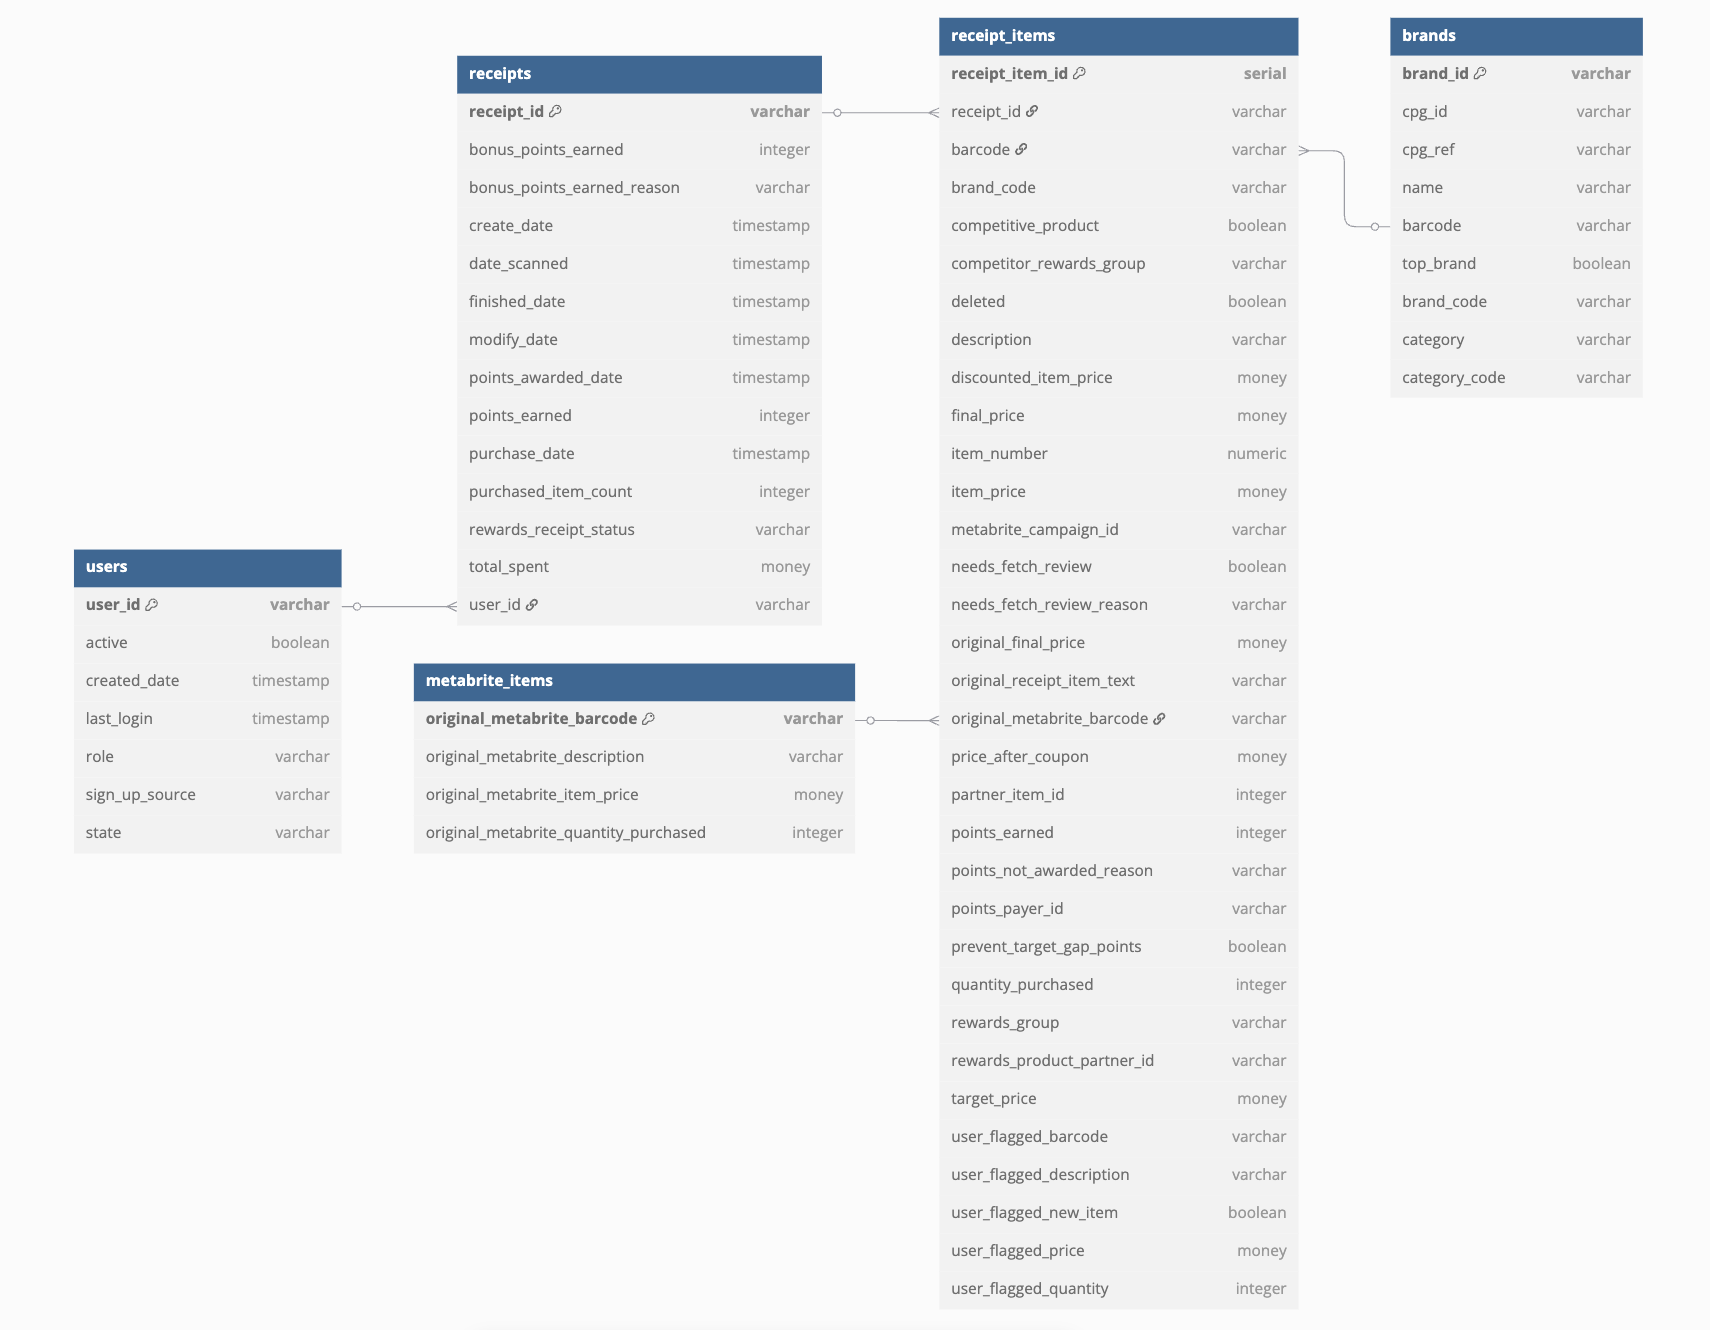 receipts
receipt_id varchar
bonus_points_earned integer
bonus_points_earned_reason varchar
create_date timestamp
date_scanned timestamp
finished_date timestamp
modify_date timestamp
points_awarded_date timestamp
points_earned integer
purchase_date timestamp
purchased_item_count integer
rewards_receipt_status varchar
total_spent money
user_id varchar
users
user_id varchar
active boolean
created_date timestamp
last_login timestamp
role varchar
sign_up_source varchar
state varchar
metabrite_items
original_metabrite_barcode varchar
original_metabrite_description varchar
original_metabrite_item_price money
original_metabrite_quantity_purchased integer
receipt_items
receipt_item_id serial
receipt_id varchar
barcode varchar
brand_code varchar
competitive_product boolean
competitor_rewards_group varchar
deleted boolean
description varchar
discounted_item_price money
final_price money
item_number numeric
item_price money
metabrite_campaign_id varchar
needs_fetch_review boolean
needs_fetch_review_reason varchar
original_final_price money
original_receipt_item_text varchar
original_metabrite_barcode varchar
price_after_coupon money
partner_item_id integer
points_earned integer
points_not_awarded_reason varchar
points_payer_id varchar
prevent_target_gap_points boolean
quantity_purchased integer
rewards_group varchar
rewards_product_partner_id varchar
target_price money
user_flagged_barcode varchar
user_flagged_description varchar
user_flagged_new_item boolean
user_flagged_price money
user_flagged_quantity integer
brands
brand_id varchar
cpg_id varchar
cpg_ref varchar
name varchar
barcode varchar
top_brand boolean
brand_code varchar
category varchar
category_code varchar